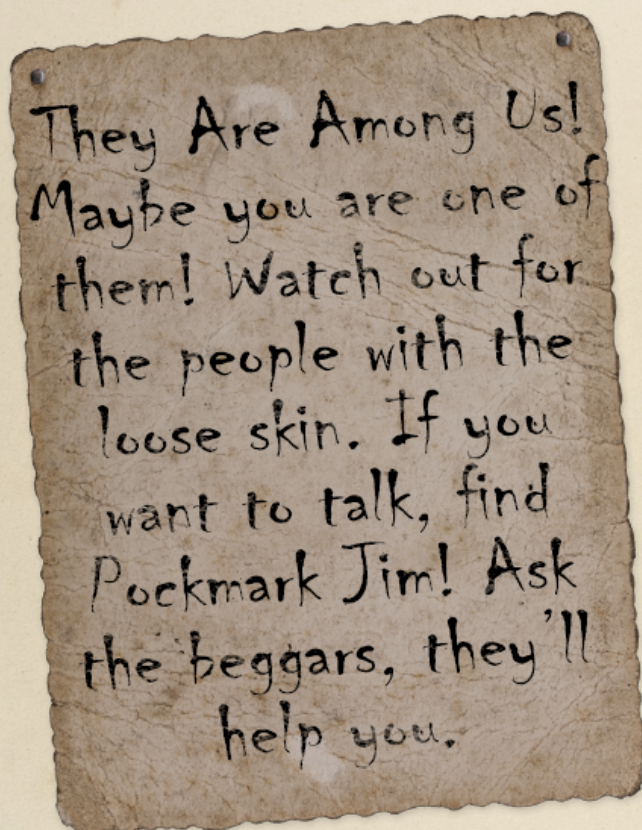 They Are Among Us!
Maybe you are one of
them! Watch out for
the people with the
loose skin. If you
want to talk, find
Pockmark Jim! Ask
the beggars, they'll
help you.